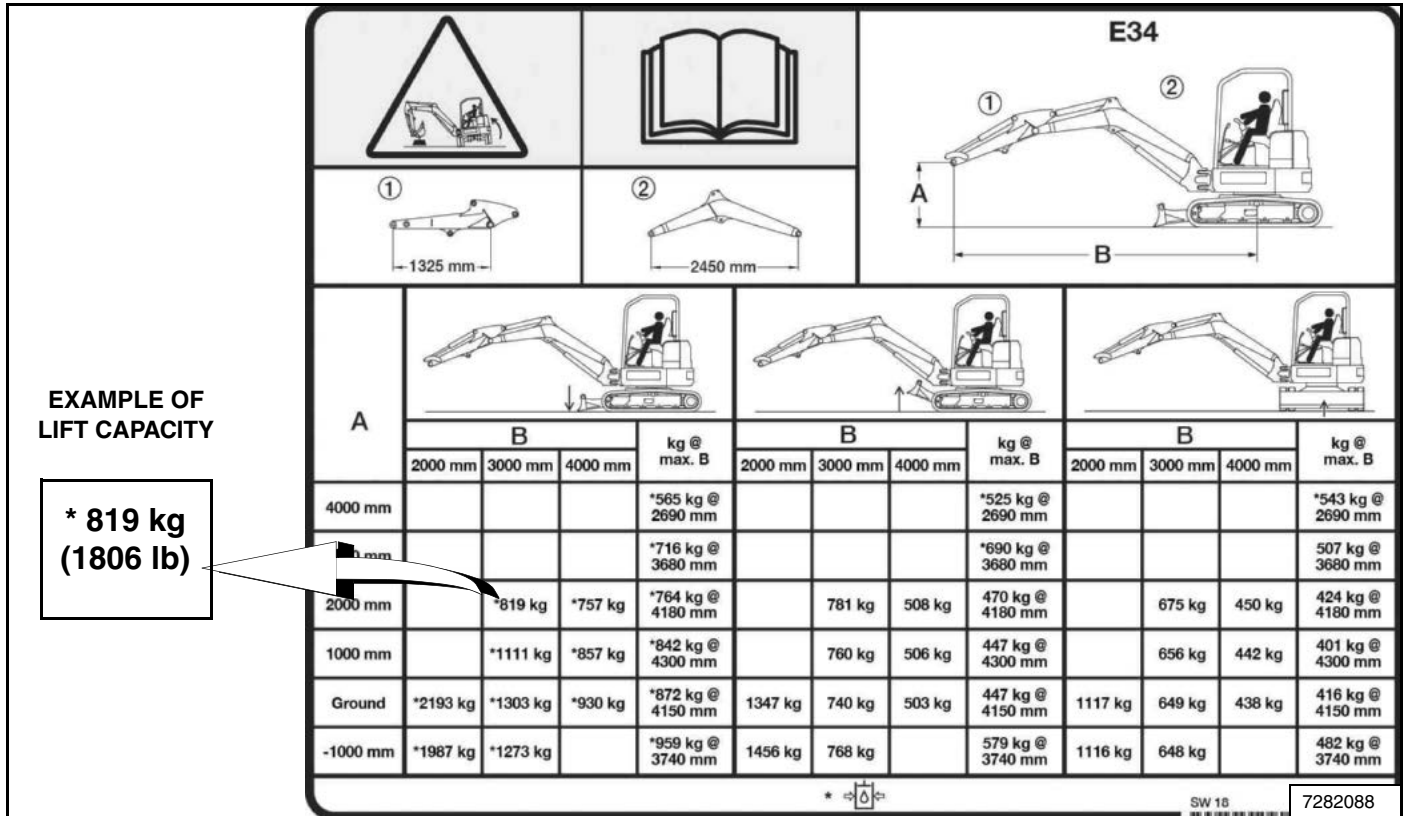 EXAMPLE OF
LIFT CAPACITY
* 819 kg
(1806 lb)
E34
① ②
A
B
① ②
1325 mm 2450 mm
A
B kg @ max. B B kg @ max. B B kg @ max. B
2000 mm 3000 mm 4000 mm 2000 mm 3000 mm 4000 mm 2000 mm 3000 mm 4000 mm
4000 mm *565 kg @ 2690 mm *525 kg @ 2690 mm *543 kg @ 2690 mm
mm *716 kg @ 3680 mm *690 kg @ 3680 mm 507 kg @ 3680 mm
2000 mm *819 kg *757 kg *764 kg @ 4180 mm 781 kg 508 kg 470 kg @ 4180 mm 675 kg 450 kg 424 kg @ 4180 mm
1000 mm *1111 kg *857 kg *842 kg @ 4300 mm 760 kg 506 kg 447 kg @ 4300 mm 656 kg 442 kg 401 kg @ 4300 mm
Ground *2193 kg *1303 kg *930 kg *872 kg @ 4150 mm 1347 kg 740 kg 503 kg 447 kg @ 4150 mm 1117 kg 649 kg 438 kg 416 kg @ 4150 mm
-1000 mm *1987 kg *1273 kg *959 kg @ 3740 mm 1456 kg 768 kg 579 kg @ 3740 mm 1116 kg 648 kg 482 kg @ 3740 mm
*
SW 18 7282088